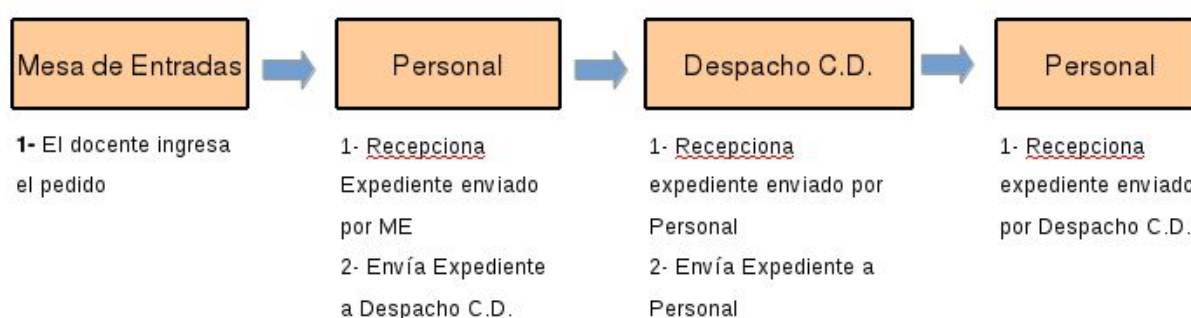 Mesa de Entradas
Personal
Despacho C.D.
Personal
1- El docente ingresa
el pedido
1- Recepciona
Expediente enviado
por ME
2- Envía Expediente
a Despacho C.D.
1- Recepciona
expediente enviado por
Personal
2- Envía Expediente a
Personal
1- Recepciona
expediente enviado
por Despacho C.D.